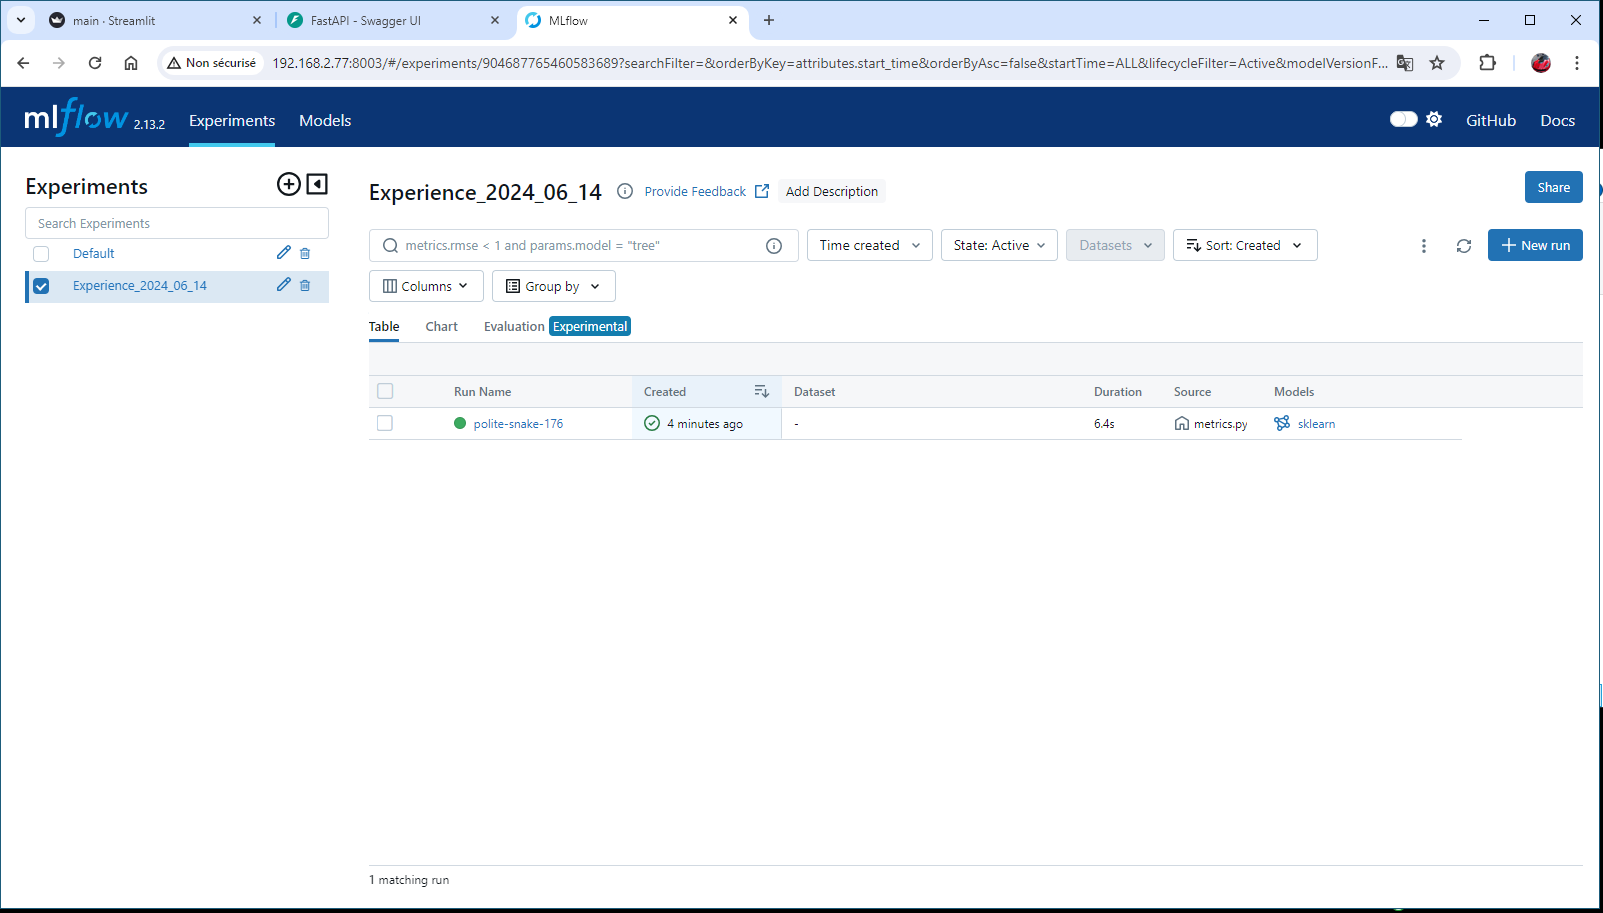 main · Streamlit
FastAPI - Swagger UI
MLflow
Non sécurisé
192.168.2.77:8003/#/experiments/904687765460583689?searchFilter=&orderByKey=attributes.start_time&orderByAsc=false&startTime=ALL&lifecycleFilter=Active&modelVersionF...
mlflow 2.13.2
Experiments
Models
GitHub
Docs
Experiments
Search Experiments
Default
Experience_2024_06_14
Experience_2024_06_14
Provide Feedback
Add Description
Share
metrics.rmse < 1 and params.model = "tree"
Time created
State: Active
Datasets
Sort: Created
New run
Columns
Group by
Table
Chart
Evaluation Experimental
Run Name
Created
Dataset
Duration
Source
Models
polite-snake-176
4 minutes ago
-
6.4s
metrics.py
sklearn
1 matching run